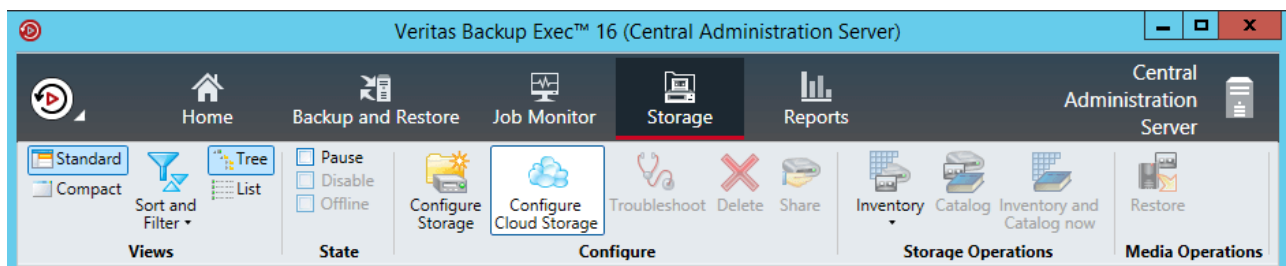 Veritas Backup Exec™ 16 (Central Administration Server)
Home
Backup and Restore
Job Monitor
Storage
Reports
Central
Administration
Server
Standard
Compact
Sort and
Filter
Tree
List
Views
Pause
Disable
Offline
State
Configure
Storage
Configure
Cloud Storage
Troubleshoot
Delete
Share
Configure
Inventory
Catalog
Inventory and
Catalog now
Storage Operations
Restore
Media Operations